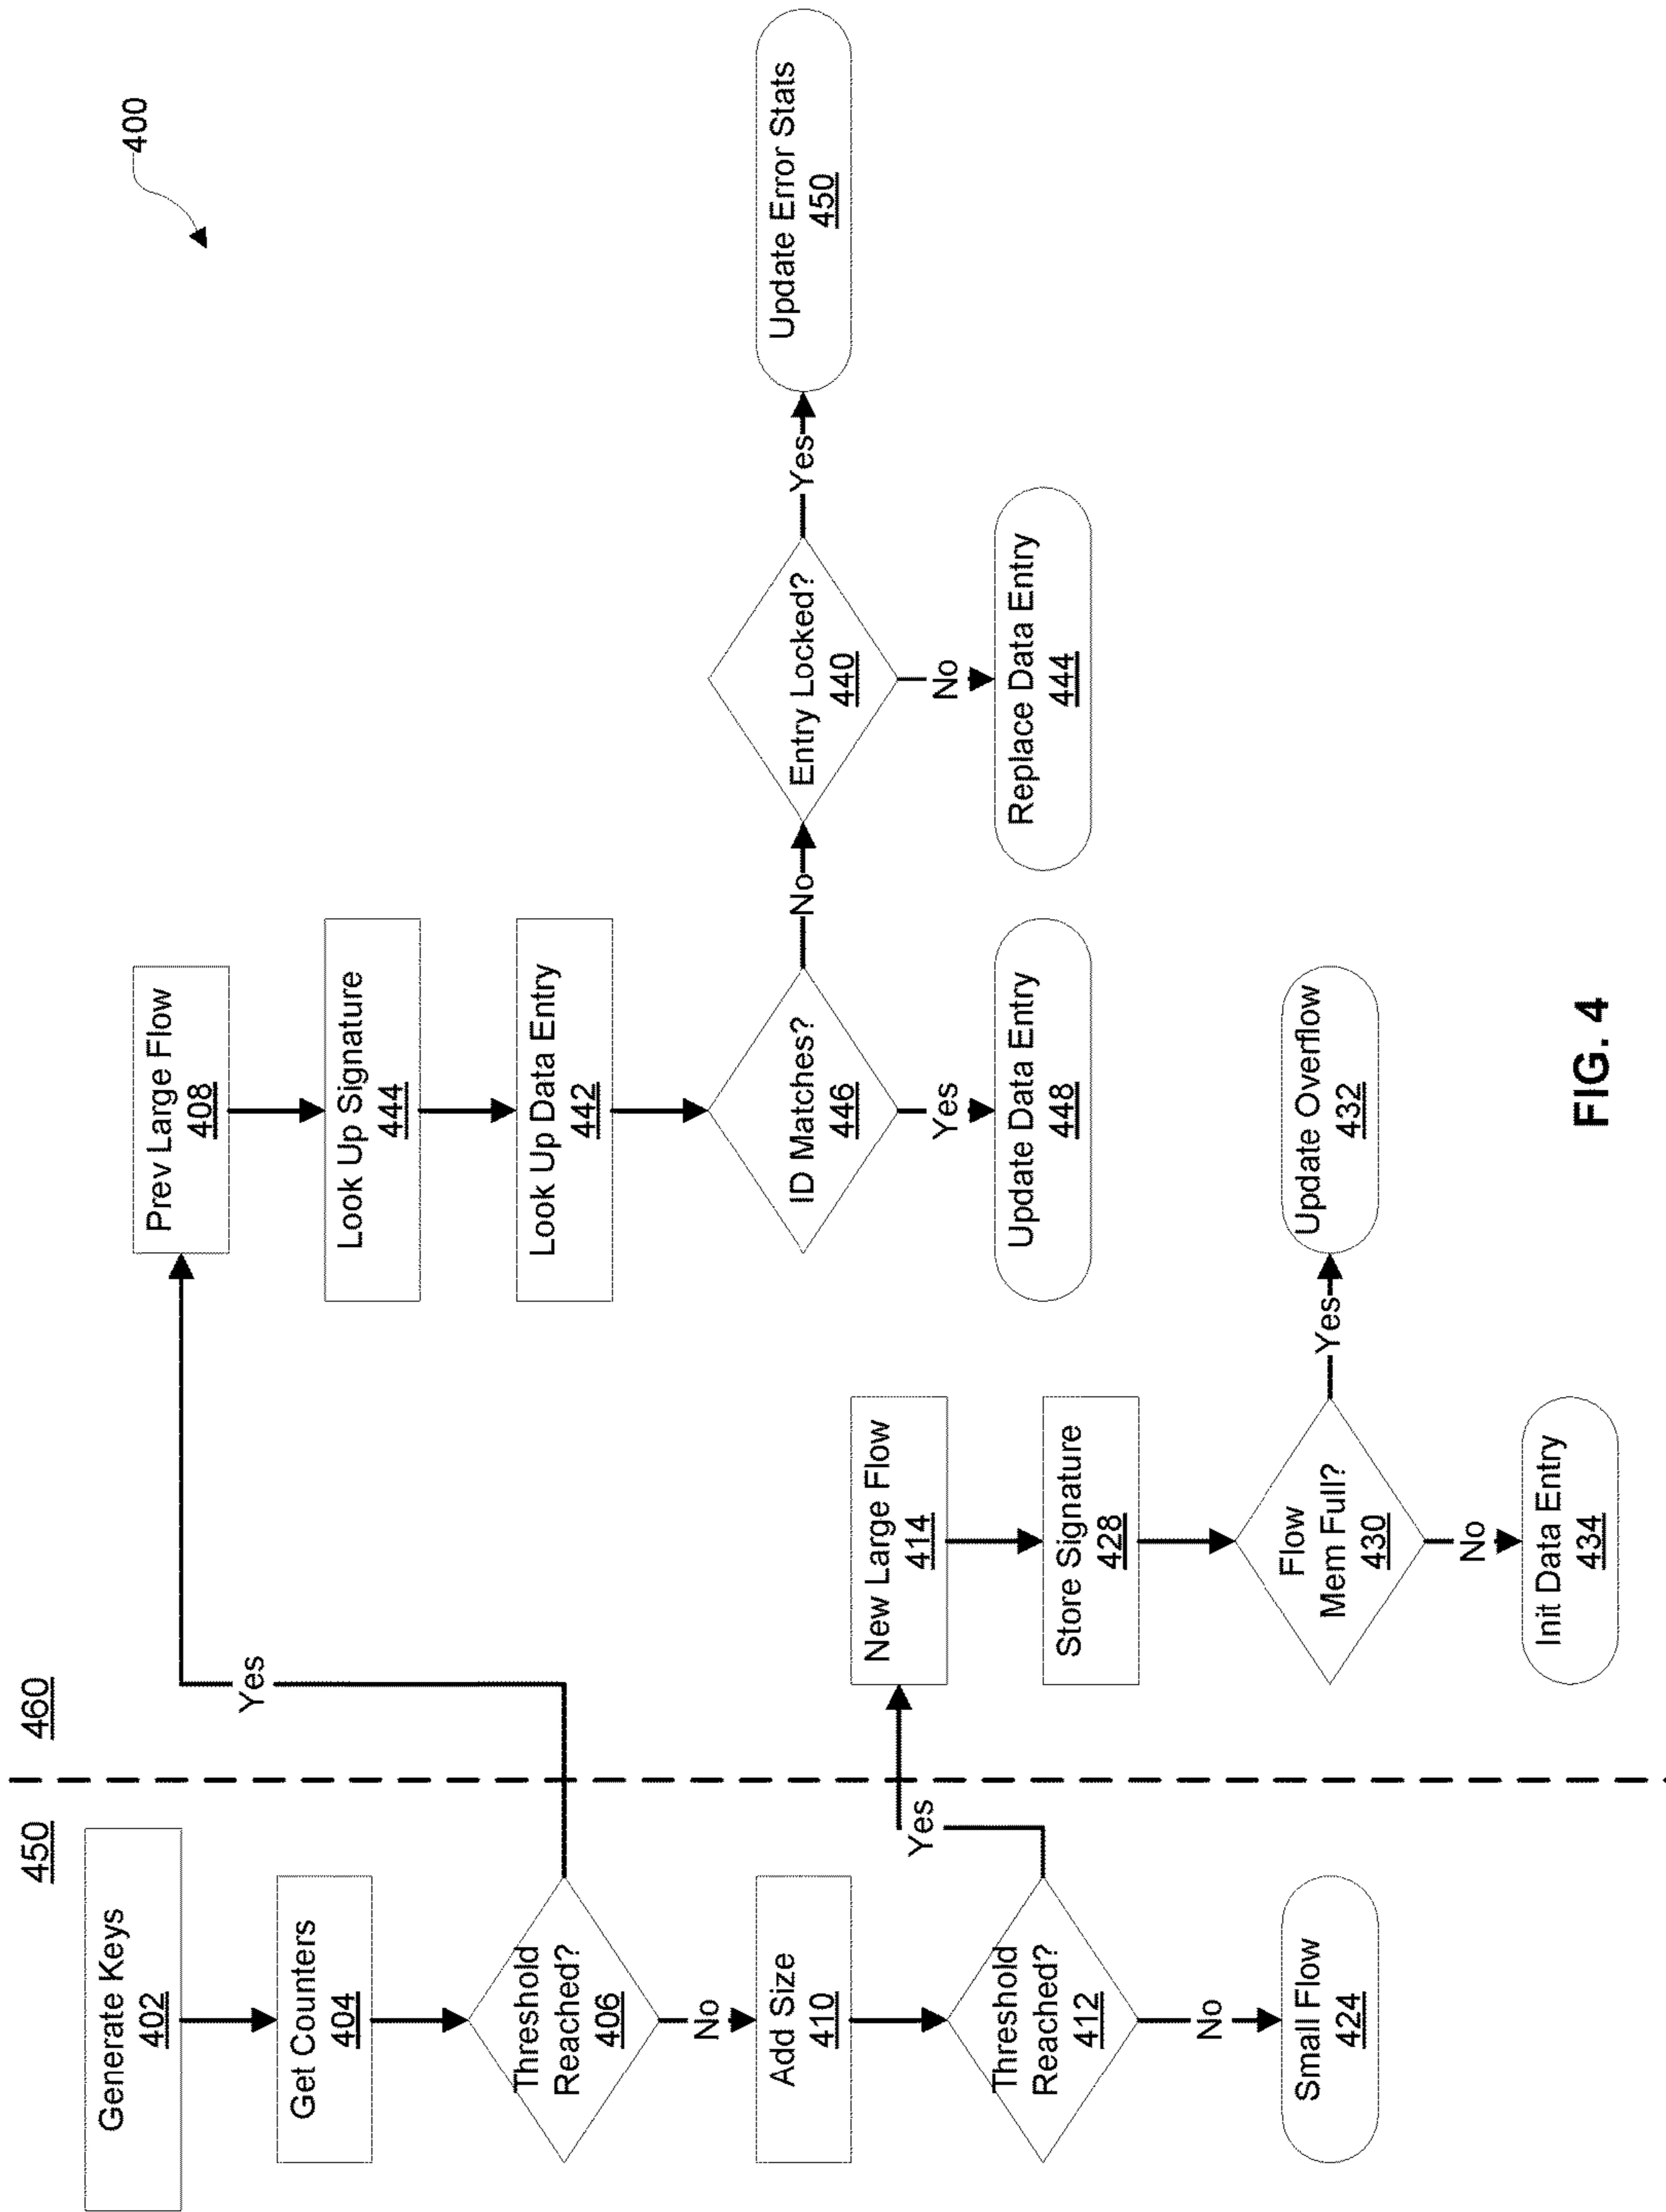 400
450
460
Generate Keys
402
Get Counters
404
Threshold
Reached?
406
Yes
No
Add Size
410
Threshold
Reached?
412
Yes
No
Small Flow
424
Prev Large Flow
408
Look Up Signature
444
Look Up Data Entry
442
ID Matches?
446
No
Yes
Update Data Entry
448
Entry Locked?
440
Yes
No
Replace Data Entry
444
Update Error Stats
450
New Large Flow
414
Store Signature
428
Flow
Mem Full?
430
Yes
No
Update Overflow
432
Init Data Entry
434
FIG. 4